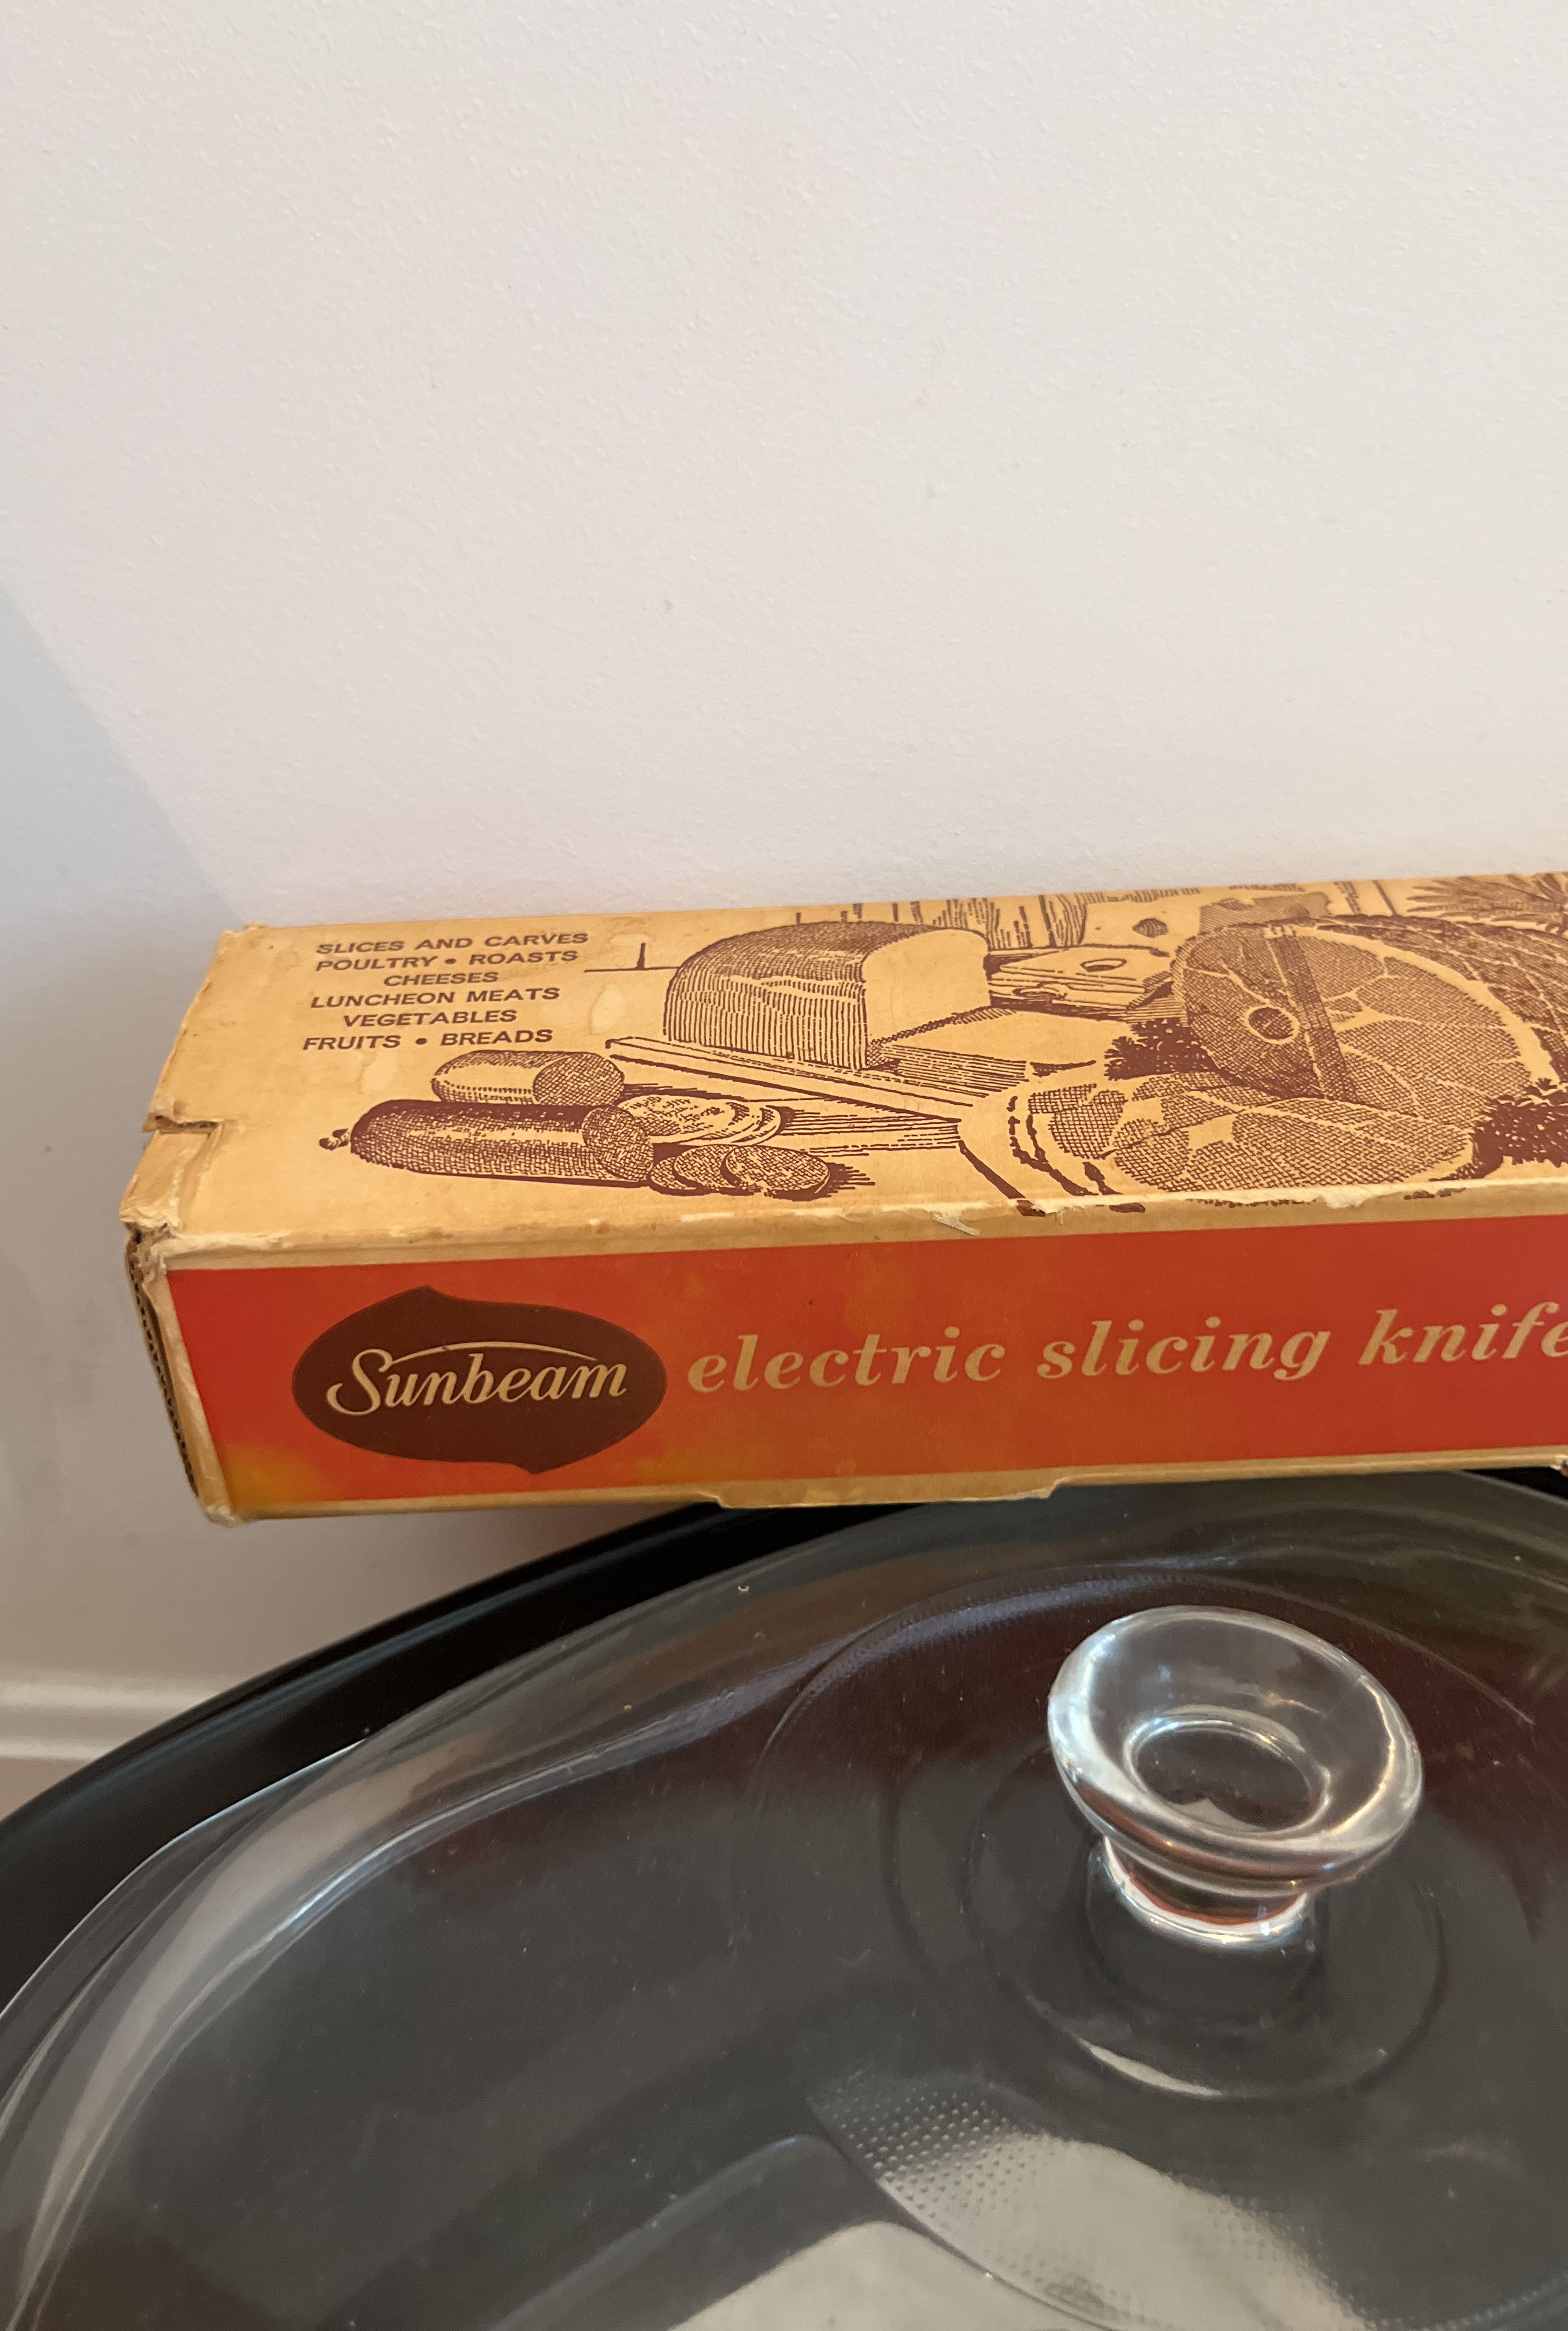 SLICES AND CARVES
POULTRY • ROASTS
CHEESES
LUNCHEON MEATS
VEGETABLES
FRUITS • BREADS
Sunbeam electric slicing knife